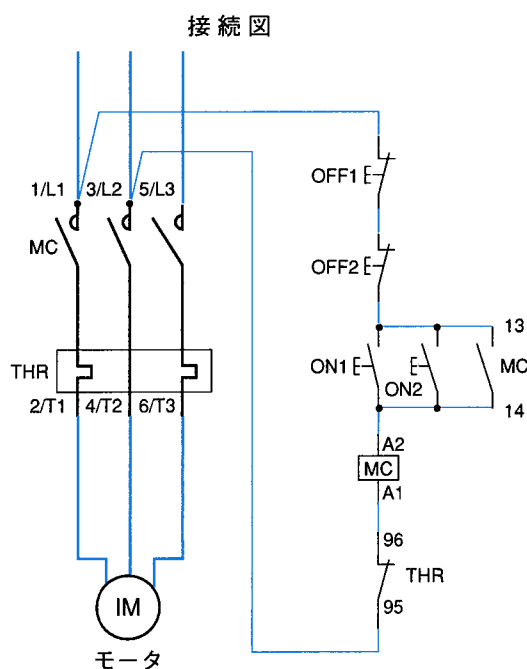 接続図
1/L1 3/L2 5/L3
MC
THR
2/T1 4/T2 6/T3
IM
モータ
OFF1
OFF2
13
ON1
ON2
MC
14
A2
MC
A1
96
THR
95